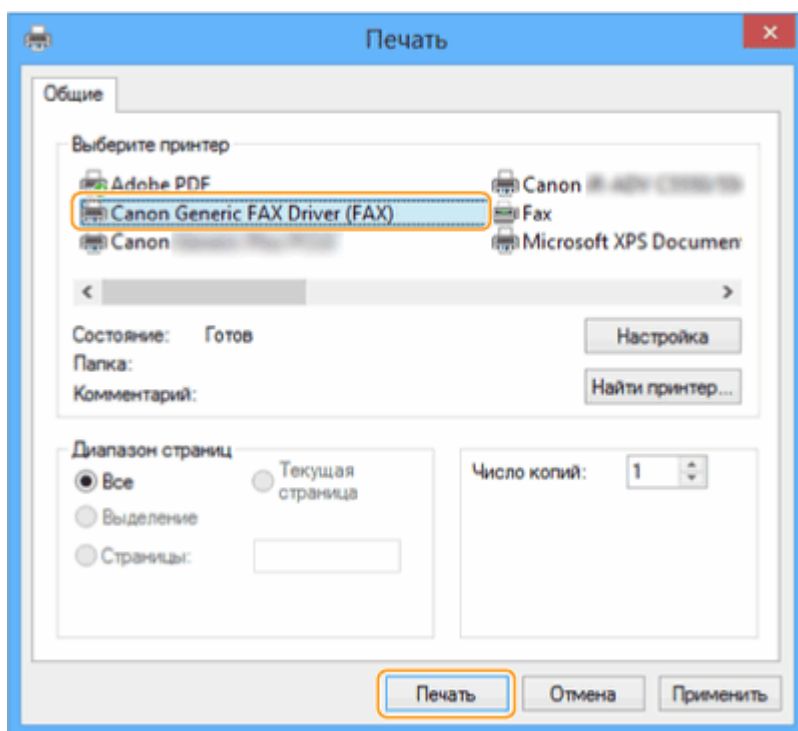 Печать
Общие
Выберите принтер
Adobe PDF
Canon
Canon Generic FAX Driver (FAX)
Fax
Canon
Microsoft XPS Documen
Состояние: Готов
Настройка
Папка:
Комментарий:
Найти принтер...
Диапазон страниц
Все
Текущая
страница
Выделение
Страницы:
Число копий: 1
Печать Отмена Применить